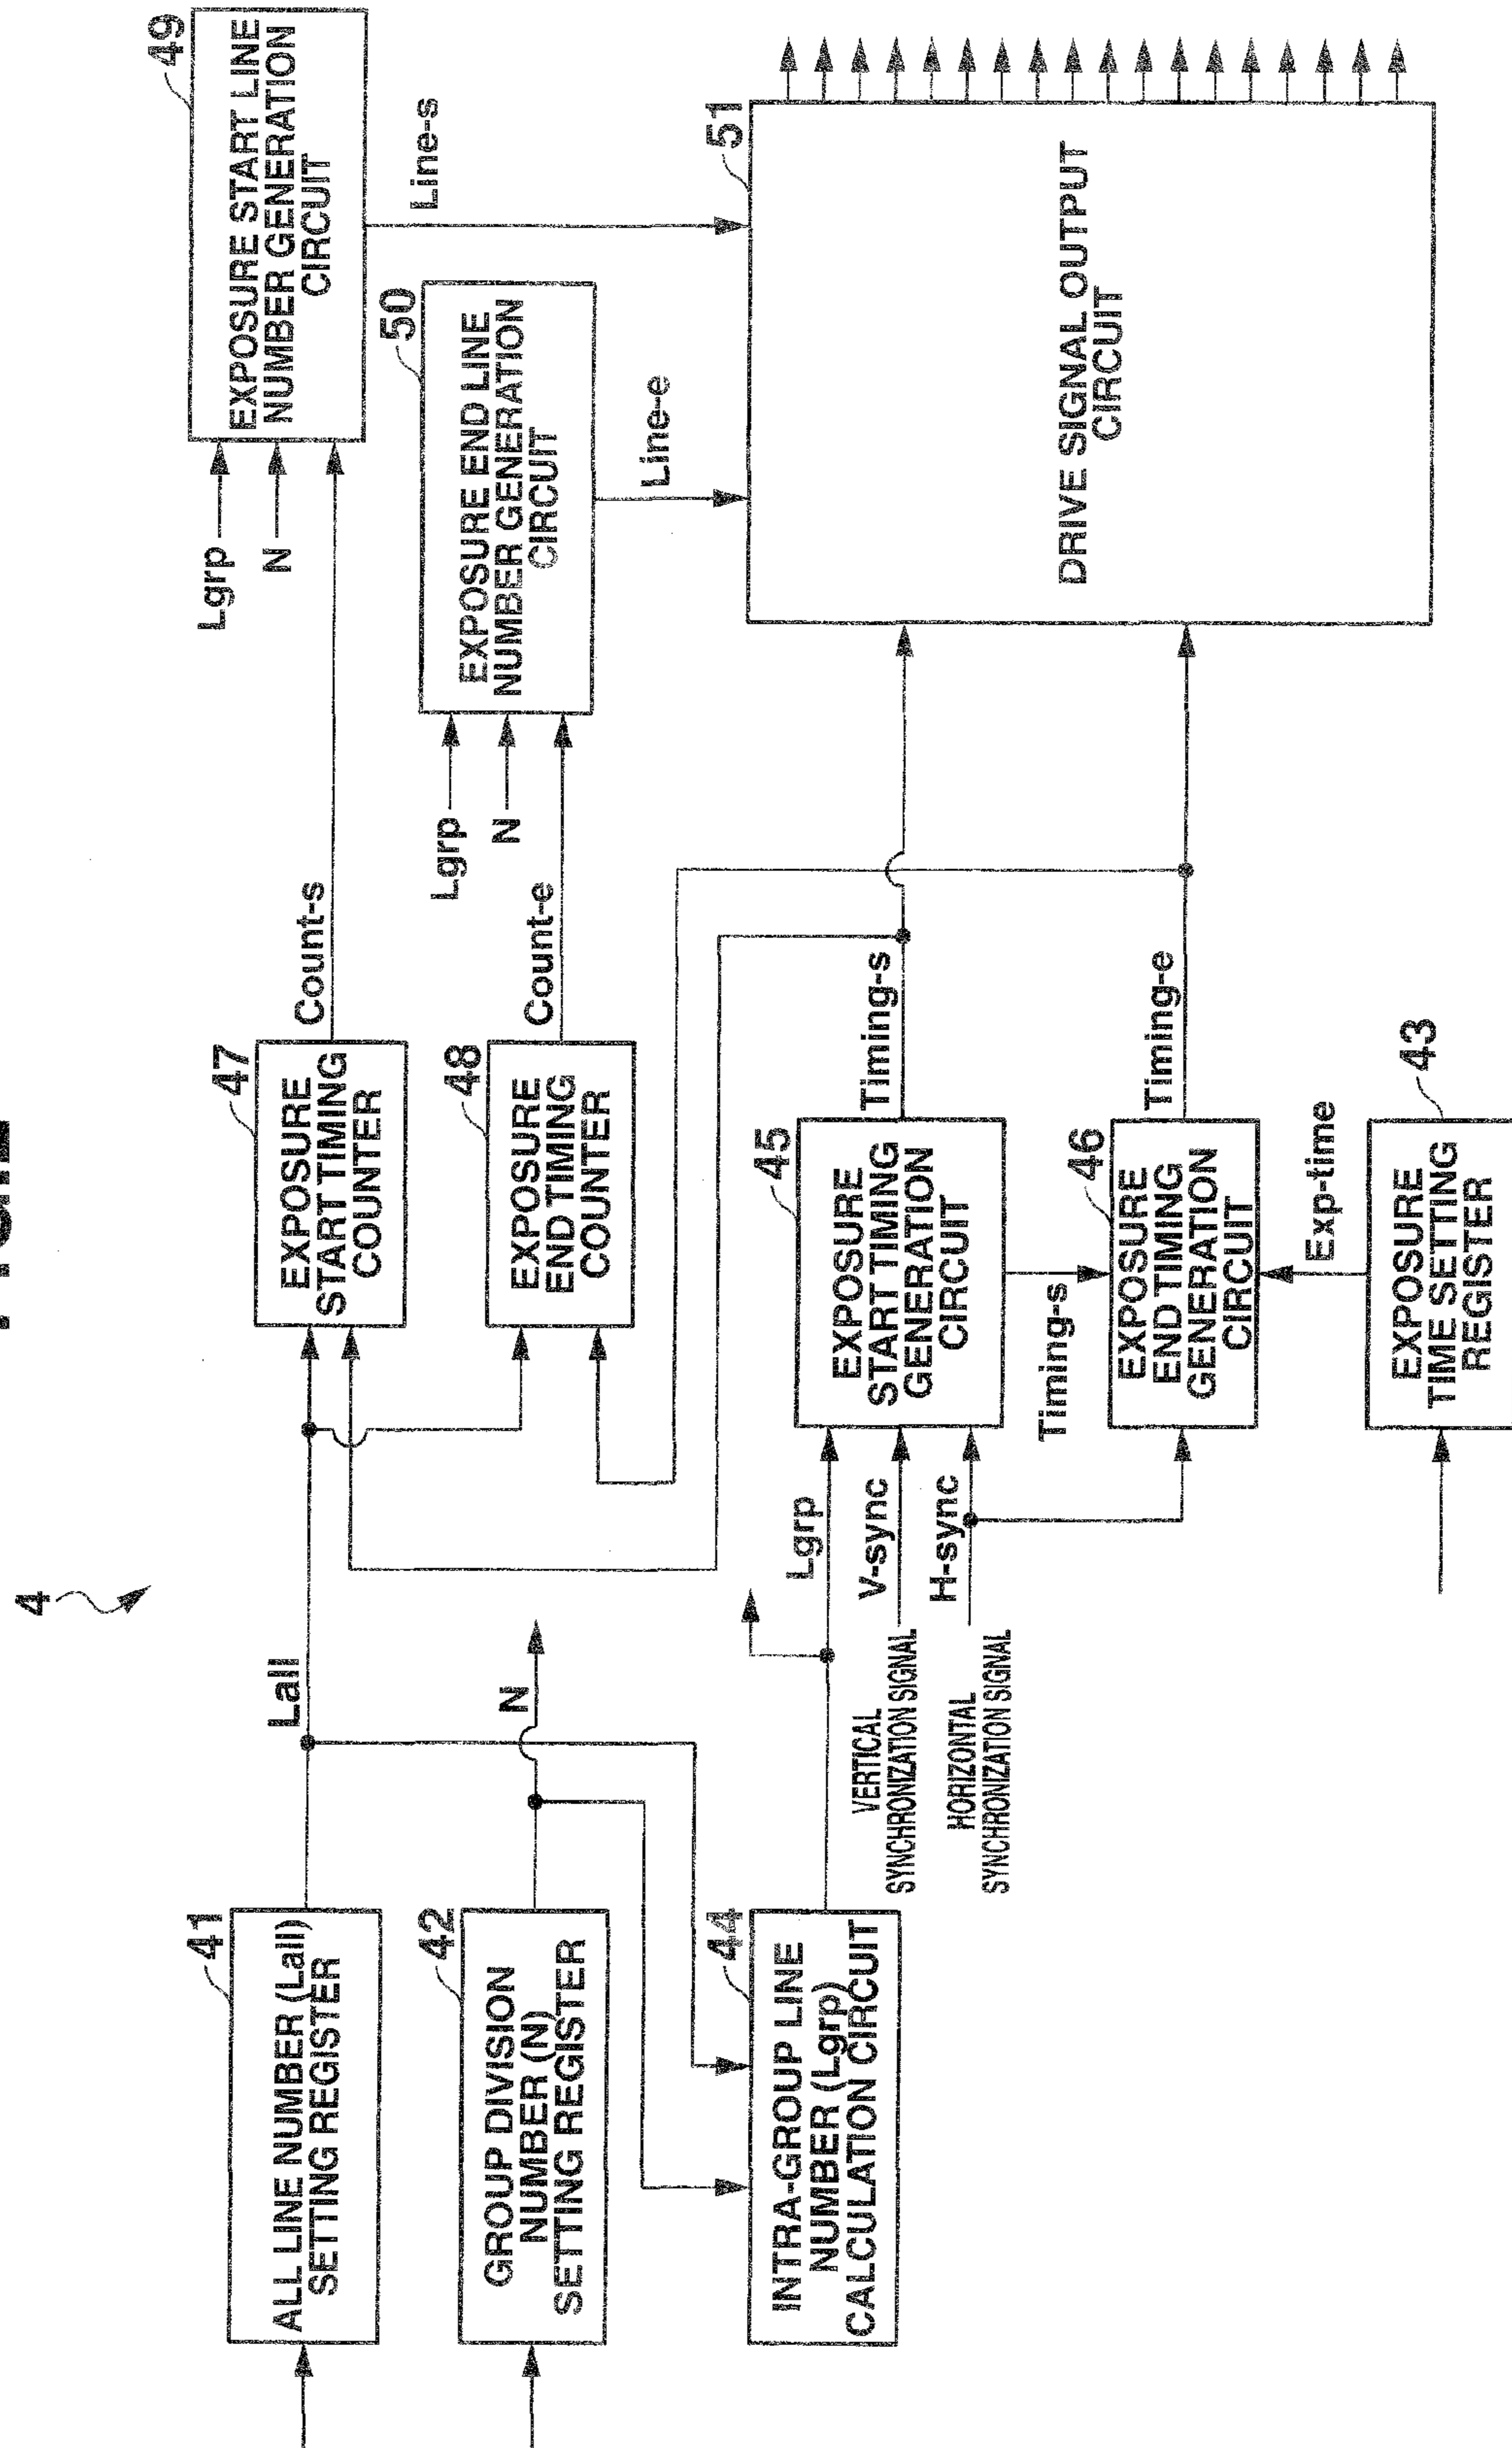 4
41
ALL LINE NUMBER (Lall)
SETTING REGISTER
Lall
47
EXPOSURE
START TIMING
COUNTER
Count-s
Lgrp
N
49
EXPOSURE START LINE
NUMBER GENERATION
CIRCUIT
Line-s
42
GROUP DIVISION
NUMBER (N)
SETTING REGISTER
N
48
EXPOSURE
END TIMING
COUNTER
Count-e
Lgrp
N
50
EXPOSURE END LINE
NUMBER GENERATION
CIRCUIT
Line-e
44
INTRA-GROUP LINE
NUMBER (Lgrp)
CALCULATION CIRCUIT
Lgrp
V-sync
VERTICAL
SYNCHRONIZATION SIGNAL
H-sync
HORIZONTAL
SYNCHRONIZATION SIGNAL
45
EXPOSURE
START TIMING
GENERATION
CIRCUIT
Timing-s
Timing-s
46
EXPOSURE
END TIMING
GENERATION
CIRCUIT
Timing-e
Exp-time
43
EXPOSURE
TIME SETTING
REGISTER
51
DRIVE SIGNAL OUTPUT
CIRCUIT